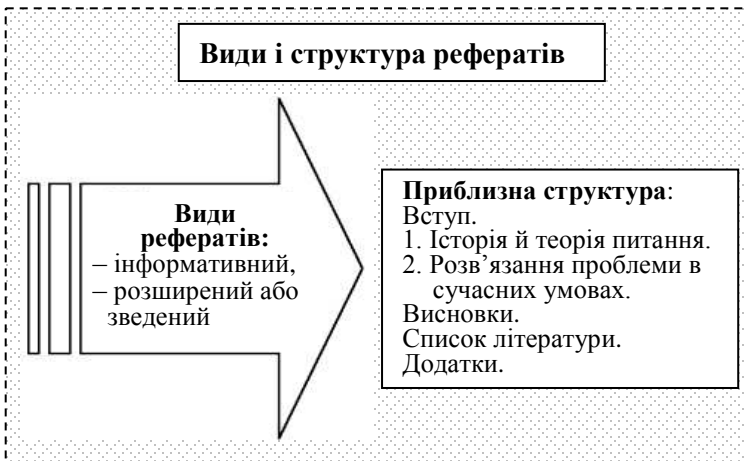 Види і структура рефератів
Види
рефератів:
– інформативний,
– розширений або
зведений
Приблизна структура:
Вступ.
1. Історія й теорія питання.
2. Розв’язання проблеми в
сучасних умовах.
Висновки.
Список літератури.
Додатки.